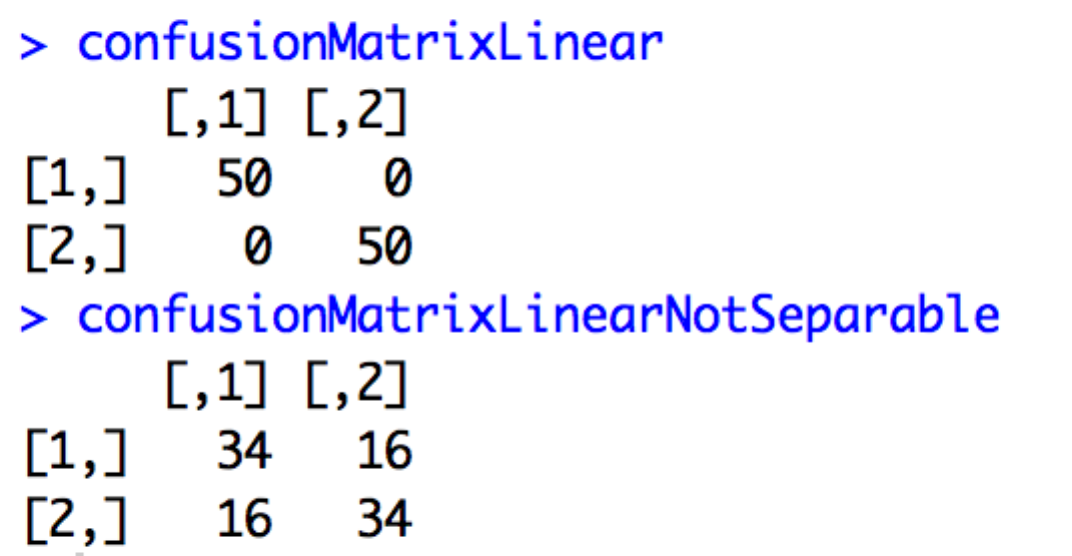 > confusionMatrixLinear
[,1] [,2]
[1,] 50 0
[2,] 0 50
> confusionMatrixLinearNotSeparable
[,1] [,2]
[1,] 34 16
[2,] 16 34